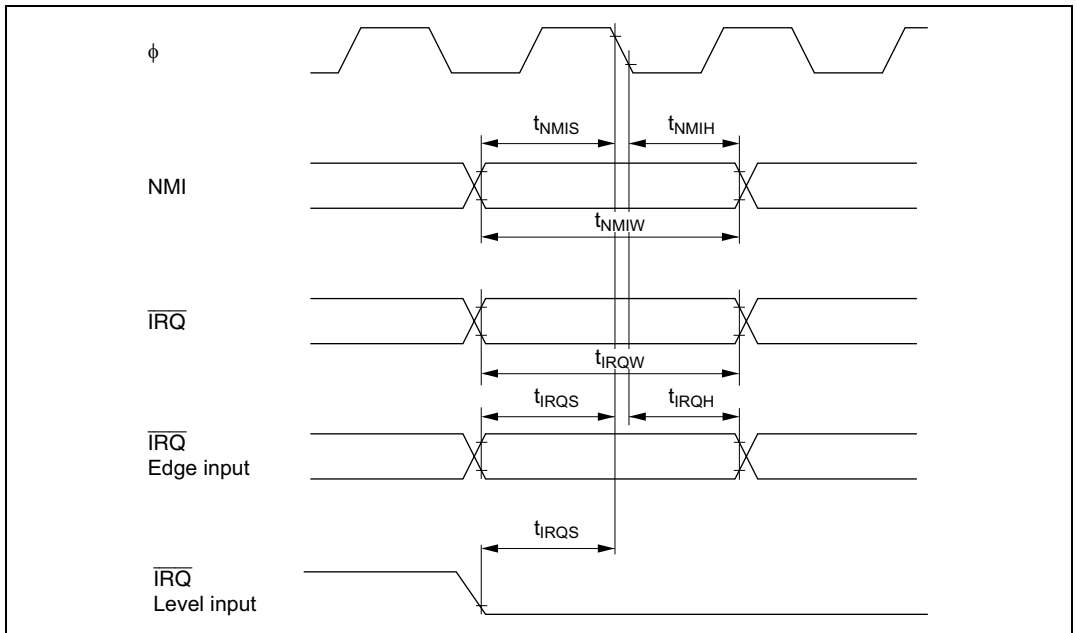 ϕ
tNMIS tNMIH
NMI
tNMIW
IRQ
tIRQW
tIRQS tIRQH
IRQ
Edge input
tIRQS
IRQ
Level input